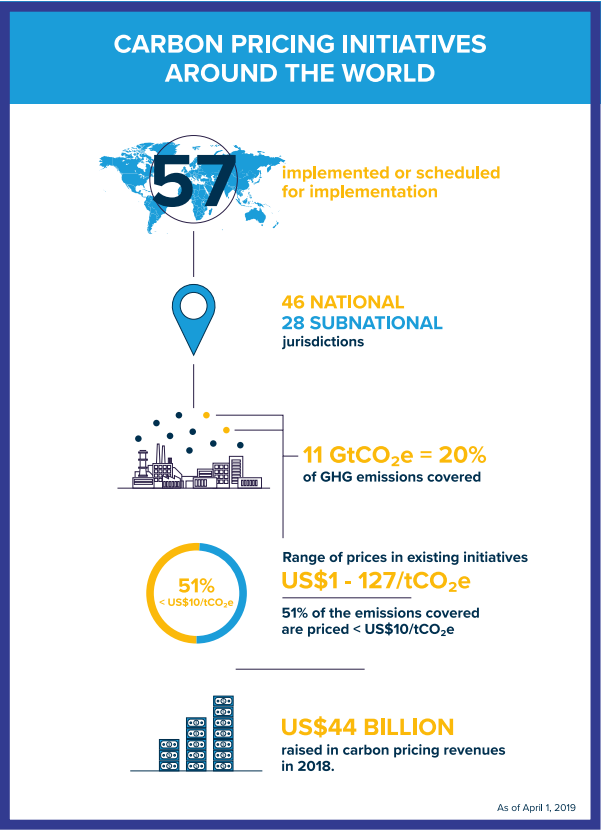 CARBON PRICING INITIATIVES
AROUND THE WORLD
57
implemented or scheduled
for implementation
46 NATIONAL
28 SUBNATIONAL
jurisdictions
11 GtCO₂e = 20%
of GHG emissions covered
51%
< US$10/tCO₂e
Range of prices in existing initiatives
US$1 - 127/tCO₂e
51% of the emissions covered
are priced < US$10/tCO₂e
US$44 BILLION
raised in carbon pricing revenues
in 2018.
As of April 1, 2019